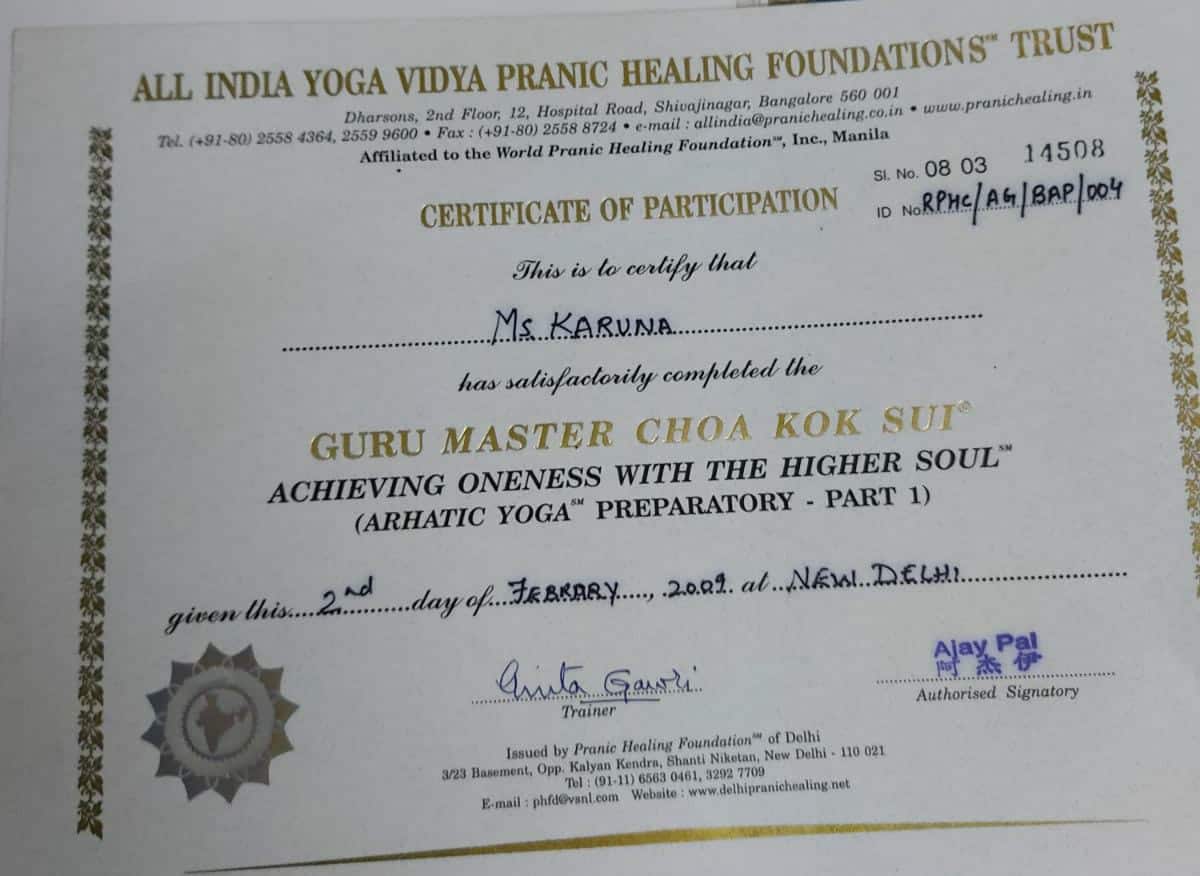 ALL INDIA YOGA VIDYA PRANIC HEALING FOUNDATIONS℠ TRUST
Dharsons, 2nd Floor, 12, Hospital Road, Shivajinagar, Bangalore 560 001
Tel. (+91-80) 2558 4364, 2559 9600 • Fax : (+91-80) 2558 8724 • e-mail : allindia@pranichealing.co.in • www.pranichealing.in
Affiliated to the World Pranic Healing Foundation℠, Inc., Manila
Sl. No. 08 03 14508
CERTIFICATE OF PARTICIPATION
ID No. RPHC/AG/BAP/004
This is to certify that
Ms KARUNA
has satisfactorily completed the
GURU MASTER CHOA KOK SUI®
ACHIEVING ONENESS WITH THE HIGHER SOUL℠
(ARHATIC YOGA℠ PREPARATORY - PART 1)
given this 2nd day of FEBRARY, 2009. at NEW DELHI
Anita Gawri
Trainer
Ajay Pal
阿 杰 伊
Authorised Signatory
Issued by Pranic Healing Foundation℠ of Delhi
3/23 Basement, Opp. Kalyan Kendra, Shanti Niketan, New Delhi - 110 021
Tel : (91-11) 6563 0461, 3292 7709
E-mail : phfd@vsnl.com Website : www.delhipranichealing.net